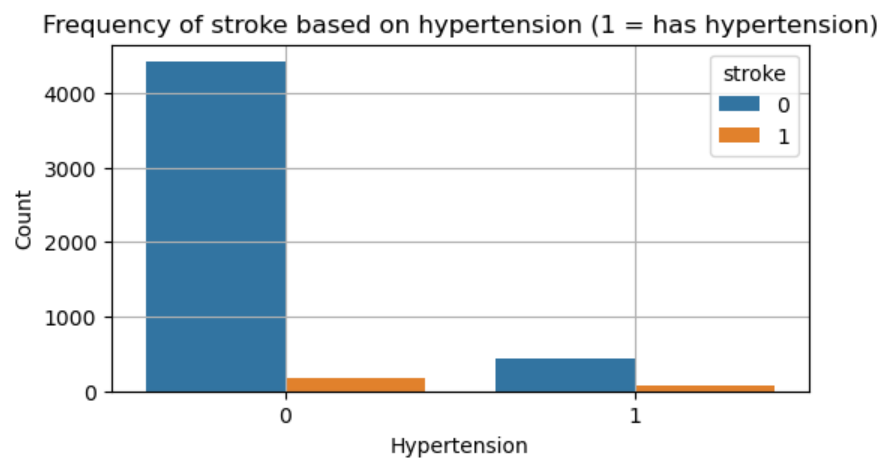 Frequency of stroke based on hypertension (1 = has hypertension)
stroke
0
1
4000
3000
2000
1000
0
Count
0 1
Hypertension